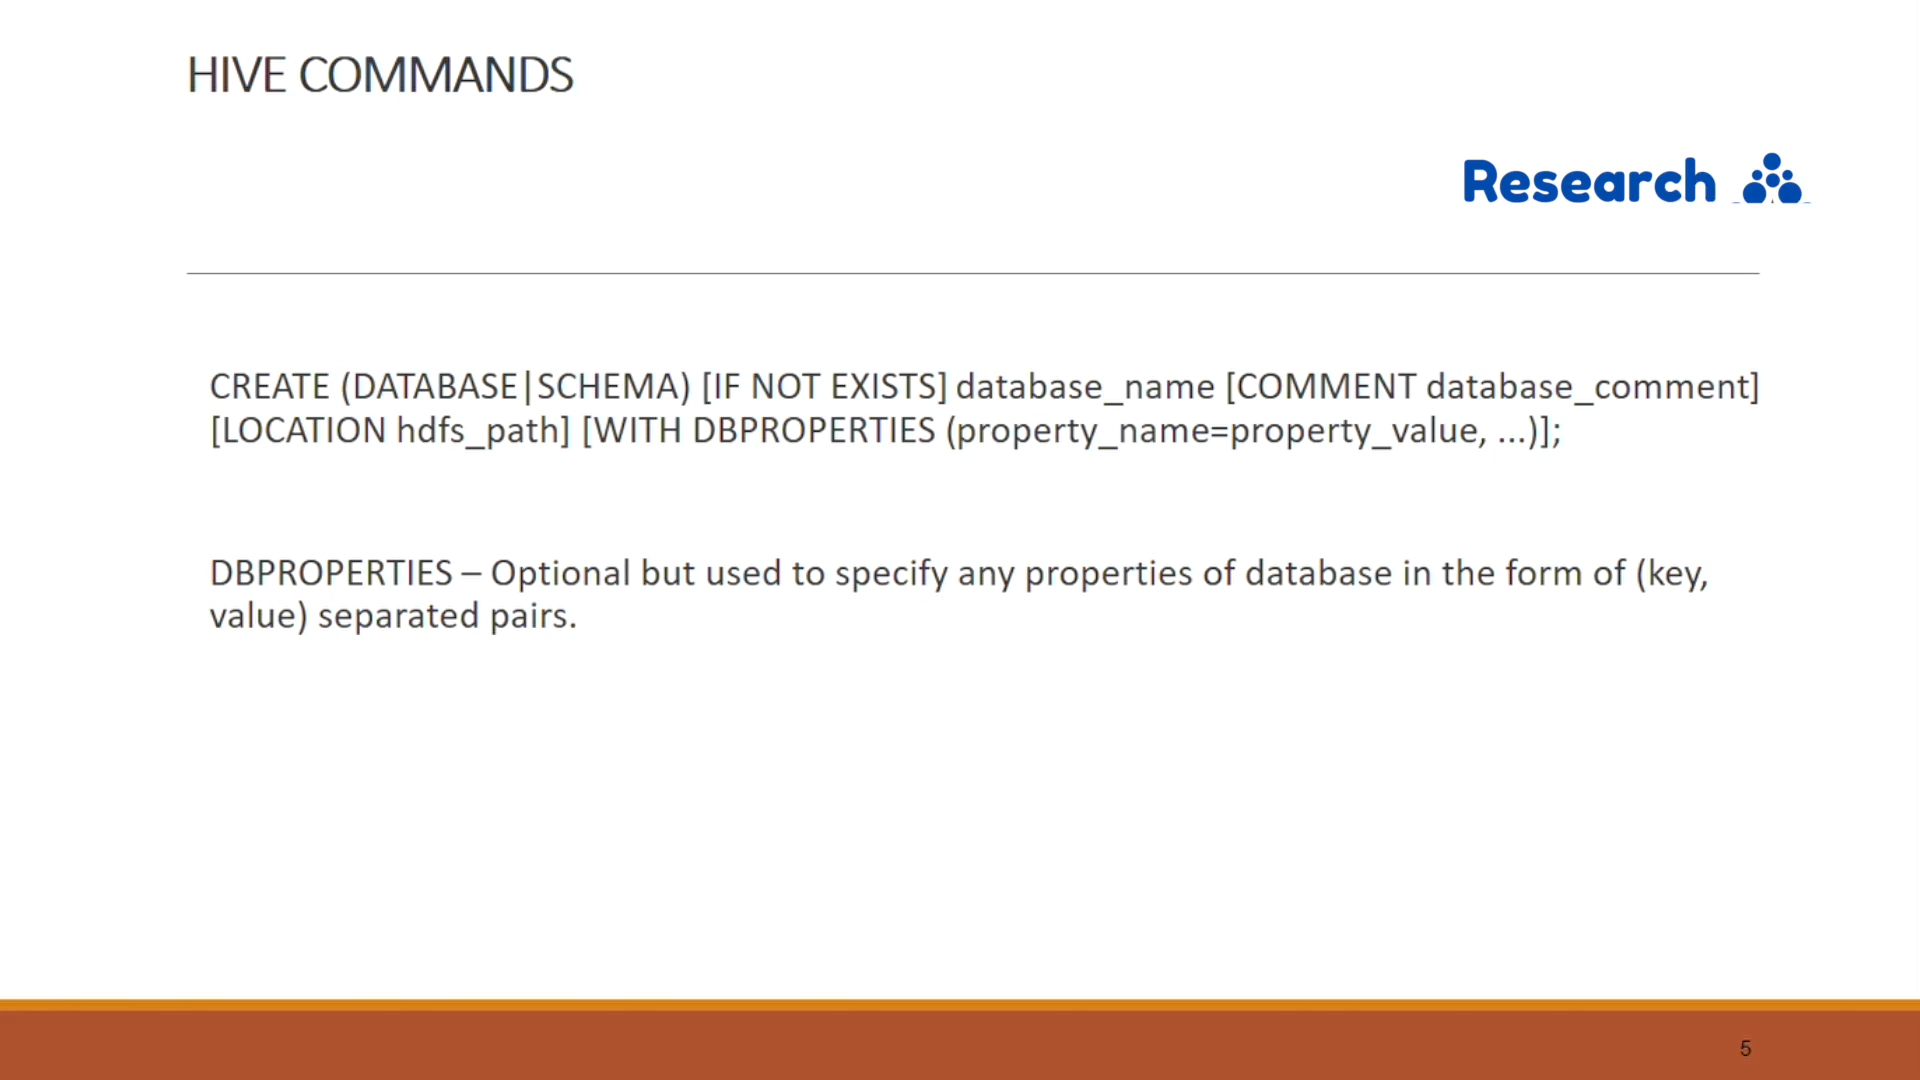 HIVE COMMANDS
Research
CREATE (DATABASE|SCHEMA) [IF NOT EXISTS] database_name [COMMENT database_comment]
[LOCATION hdfs_path] [WITH DBPROPERTIES (property_name=property_value, ...)];
DBPROPERTIES – Optional but used to specify any properties of database in the form of (key,
value) separated pairs.
5